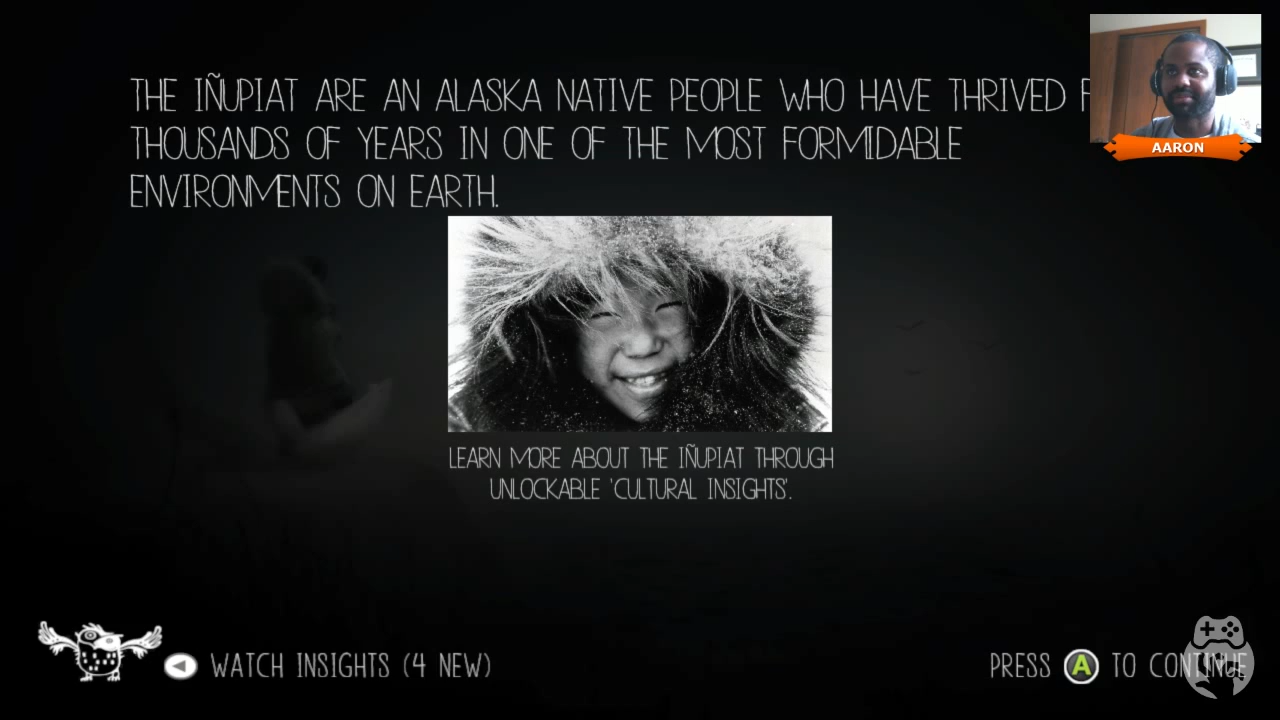 THE IÑUPIAT ARE AN ALASKA NATIVE PEOPLE WHO HAVE THRIVED
THOUSANDS OF YEARS IN ONE OF THE MOST FORMIDABLE
ENVIRONMENTS ON EARTH.
AARON
LEARN MORE ABOUT THE IÑUPIAT THROUGH
UNLOCKABLE 'CULTURAL INSIGHTS'.
WATCH INSIGHTS (4 NEW)
PRESS A TO CONTINUE